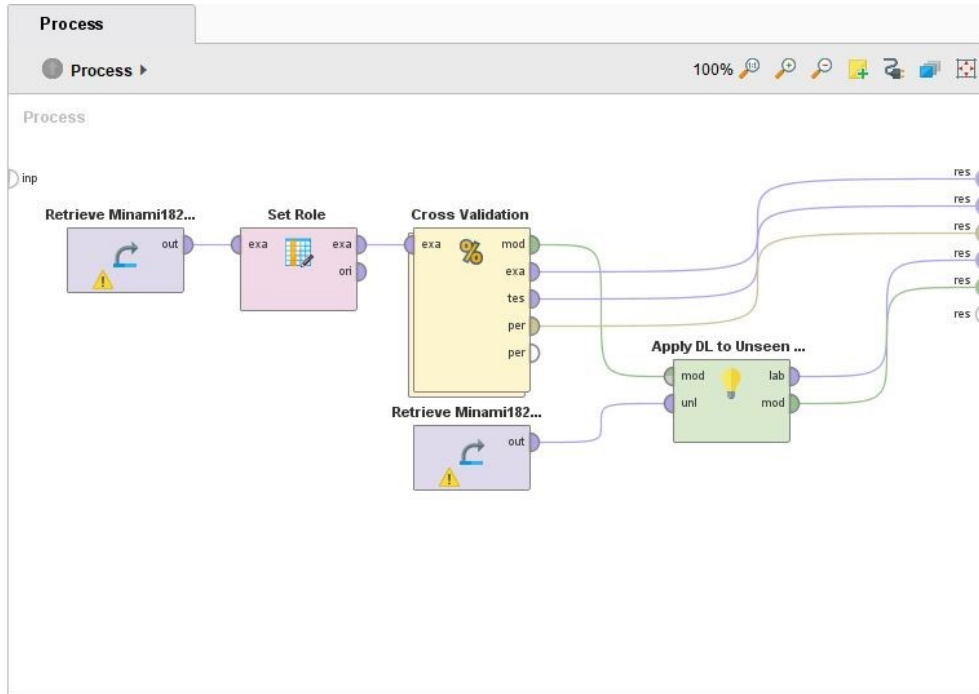 Process
Process
100%
Process
inp
res
res
res
res
res
res
Retrieve Minami182...
out
Set Role
exa
exa
ori
Cross Validation
exa
mod
exa
tes
per
per
%
Apply DL to Unseen ...
mod
lab
unl
mod
Retrieve Minami182...
out